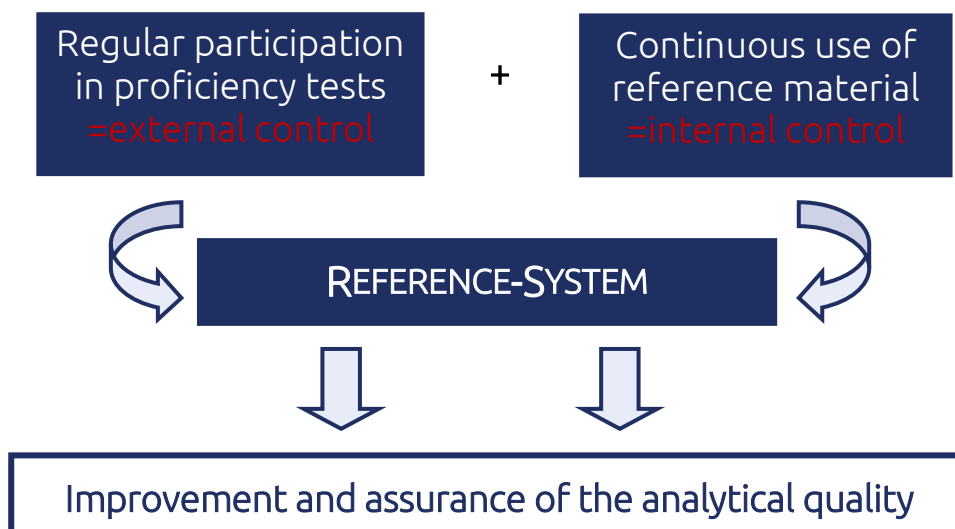 Regular participation
in proficiency tests
=external control
+
Continuous use of
reference material
=internal control
REFERENCE-SYSTEM
Improvement and assurance of the analytical quality